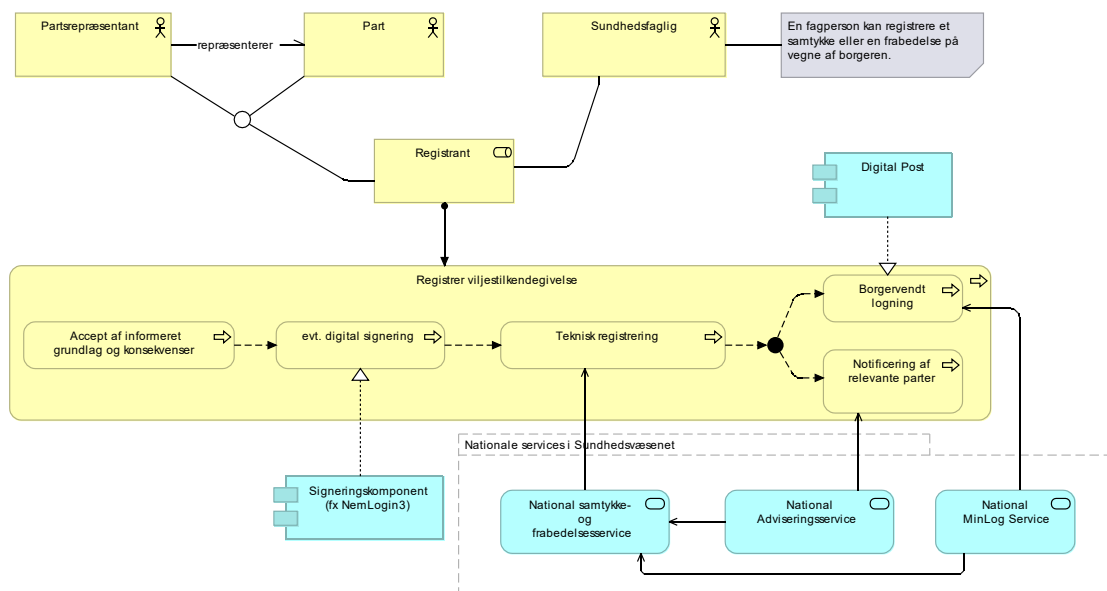 Partsrepræsentant
repræsenterer
Part
Sundhedsfaglig
En fagperson kan registrere et
samtykke eller en frabedelse på
vegne af borgeren.
Registrant
Digital Post
Registrer viljestilkendegivelse
Accept af informeret
grundlag og konsekvenser
evt. digital signering
Teknisk registrering
Borgervendt
logning
Notificering af
relevante parter
Nationale services i Sundhedsvæsenet
Signeringskomponent
(fx NemLogin3)
National samtykke-
og
frabedelsesservice
National
Adviseringsservice
National
MinLog Service